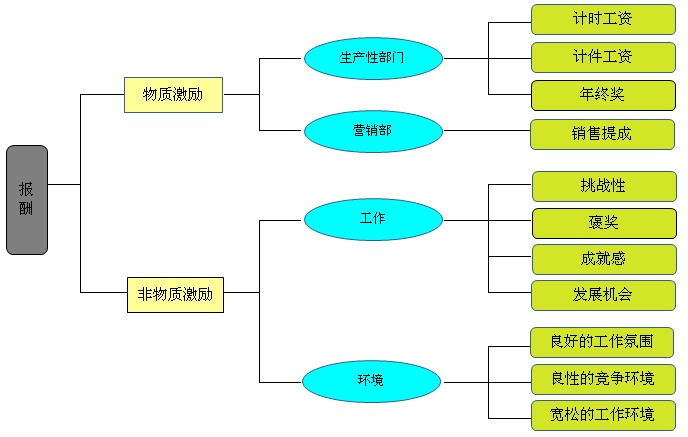 报
酬
物质激励
非物质激励
生产性部门
营销部
工作
环境
计时工资
计件工资
年终奖
销售提成
挑战性
褒奖
成就感
发展机会
良好的工作氛围
良性的竞争环境
宽松的工作环境